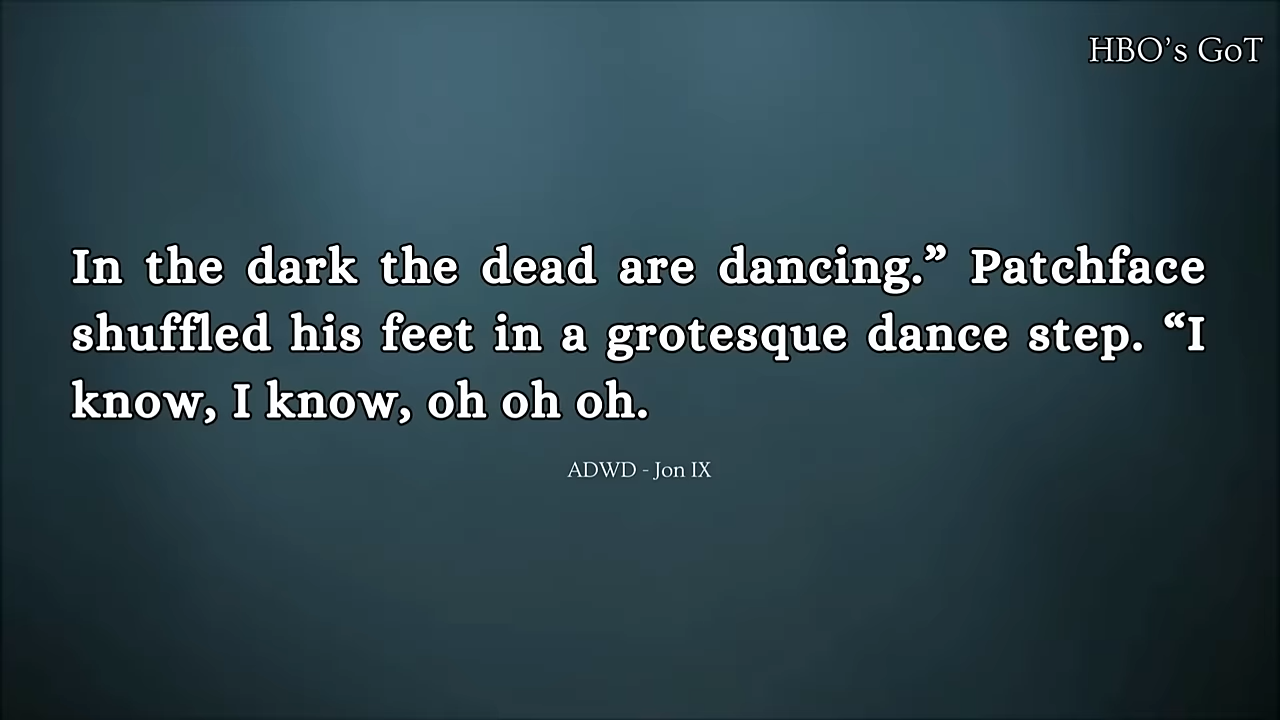 HBO’s GoT
In the dark the dead are dancing.” Patchface
shuffled his feet in a grotesque dance step. “I
know, I know, oh oh oh.
ADWD - Jon IX